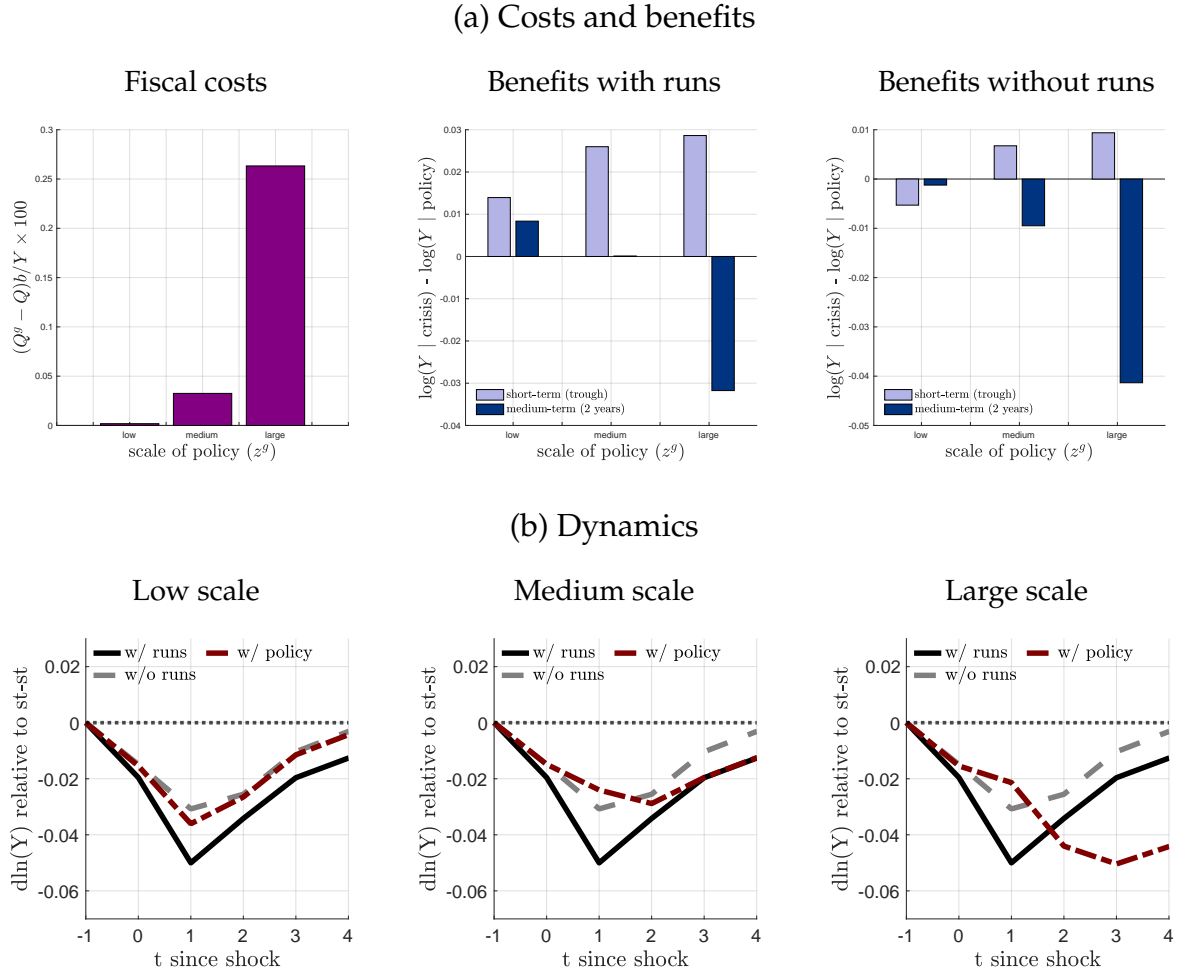 (a) Costs and benefits
Fiscal costs
Benefits with runs
Benefits without runs
(Q^g − Q)b/Y × 100
0.3
0.25
0.2
0.15
0.1
0.05
0
low
medium
large
scale of policy (z^g)
log(Y | crisis) - log(Y | policy)
0.03
0.02
0.01
0
-0.01
-0.02
-0.03
-0.04
short-term (trough)
medium-term (2 years)
low
medium
large
scale of policy (z^g)
log(Y | crisis) - log(Y | policy)
0.01
0
-0.01
-0.02
-0.03
-0.04
-0.05
short-term (trough)
medium-term (2 years)
low
medium
large
scale of policy (z^g)
(b) Dynamics
Low scale
Medium scale
Large scale
dln(Y) relative to st-st
0.02
0
-0.02
-0.04
-0.06
w/ runs
w/ policy
w/o runs
-1 0 1 2 3 4
t since shock
dln(Y) relative to st-st
0.02
0
-0.02
-0.04
-0.06
w/ runs
w/ policy
w/o runs
-1 0 1 2 3 4
t since shock
dln(Y) relative to st-st
0.02
0
-0.02
-0.04
-0.06
w/ runs
w/ policy
w/o runs
-1 0 1 2 3 4
t since shock